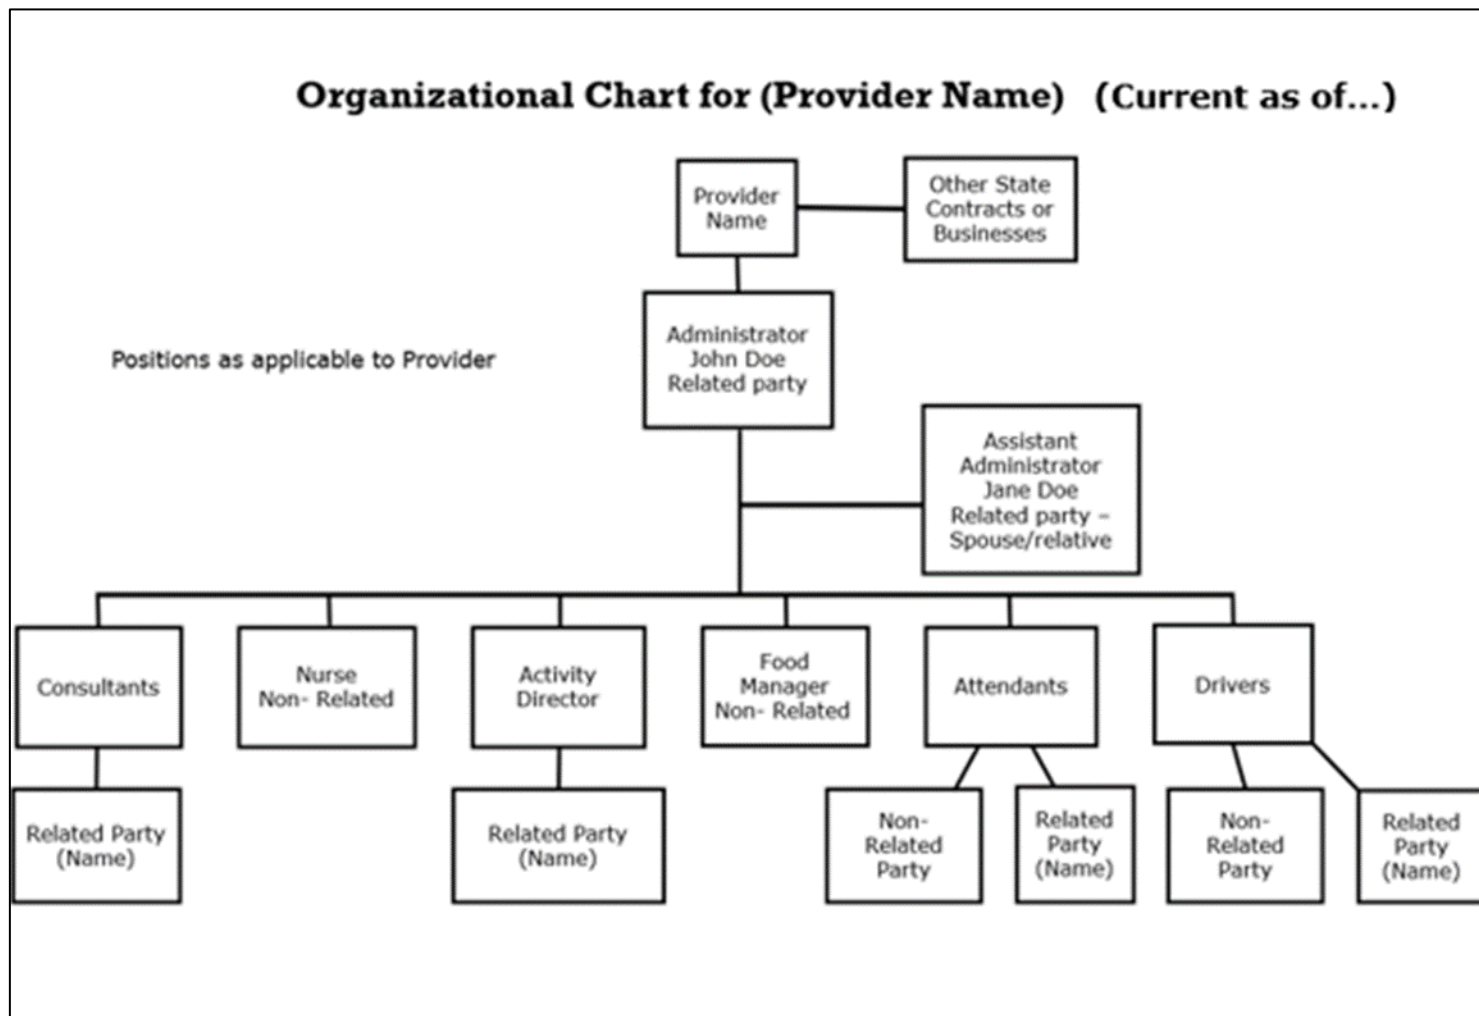 Organizational Chart for (Provider Name) (Current as of...)
Provider
Name
Other State
Contracts or
Businesses
Administrator
John Doe
Related party
Positions as applicable to Provider
Assistant
Administrator
Jane Doe
Related party –
Spouse/relative
Consultants
Nurse
Non- Related
Activity
Director
Food
Manager
Non- Related
Attendants
Drivers
Related Party
(Name)
Related Party
(Name)
Non-
Related
Party
Related
Party
(Name)
Non-
Related
Party
Related
Party
(Name)